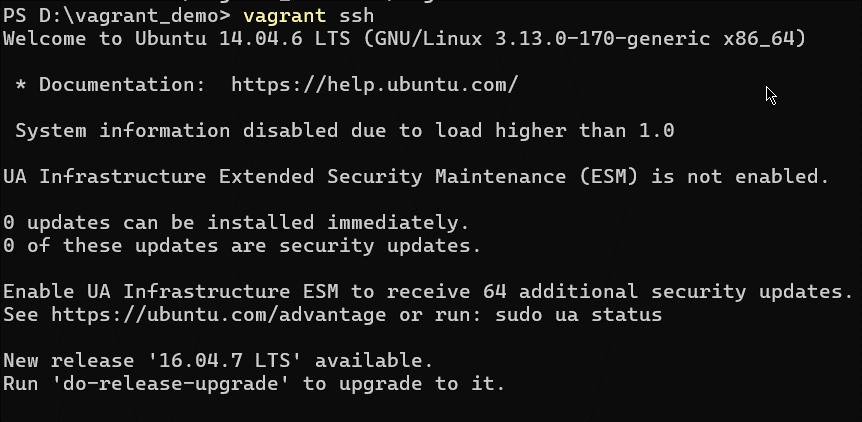 PS D:\vagrant_demo> vagrant ssh
Welcome to Ubuntu 14.04.6 LTS (GNU/Linux 3.13.0-170-generic x86_64)
* Documentation:  https://help.ubuntu.com/
System information disabled due to load higher than 1.0
UA Infrastructure Extended Security Maintenance (ESM) is not enabled.
0 updates can be installed immediately.
0 of these updates are security updates.
Enable UA Infrastructure ESM to receive 64 additional security updates.
See https://ubuntu.com/advantage or run: sudo ua status
New release '16.04.7 LTS' available.
Run 'do-release-upgrade' to upgrade to it.